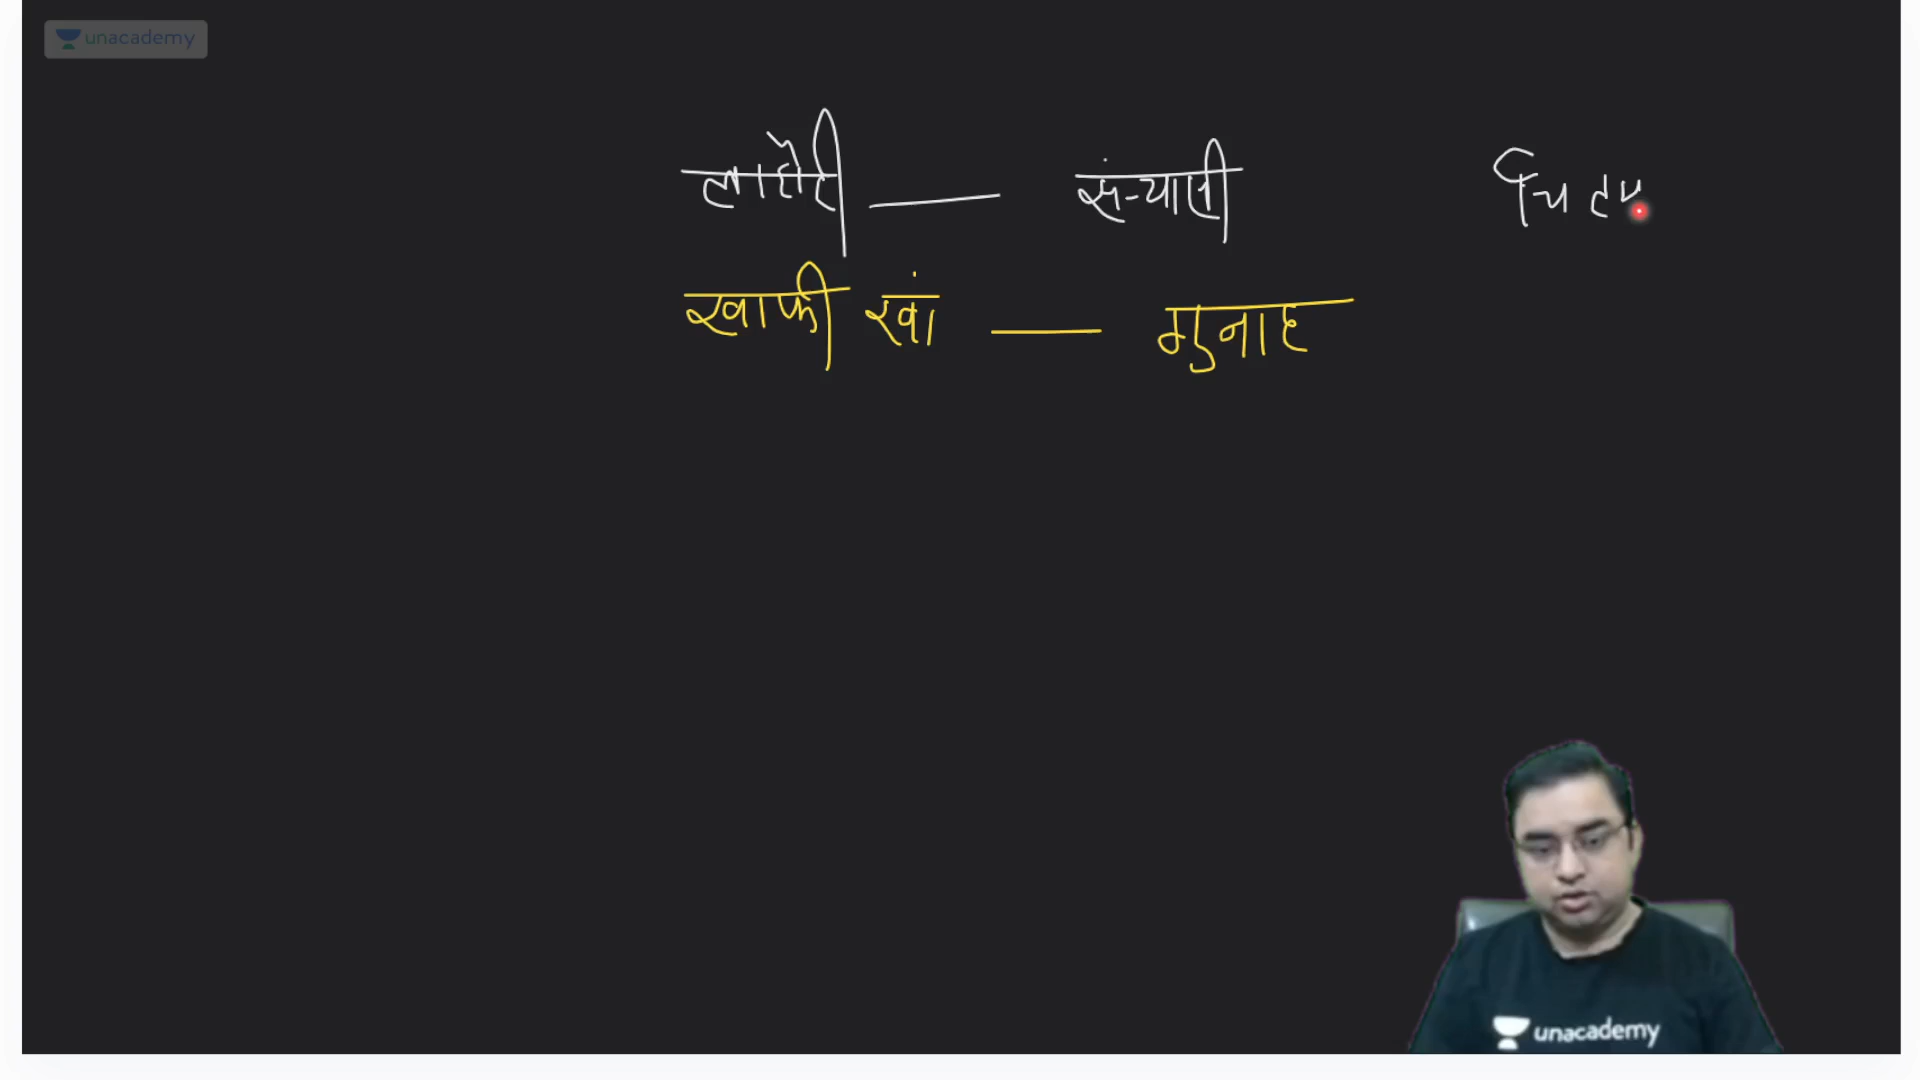 unacademy
लाहौरी — संन्यासी
खाफी खां — गुनाह
unacademy